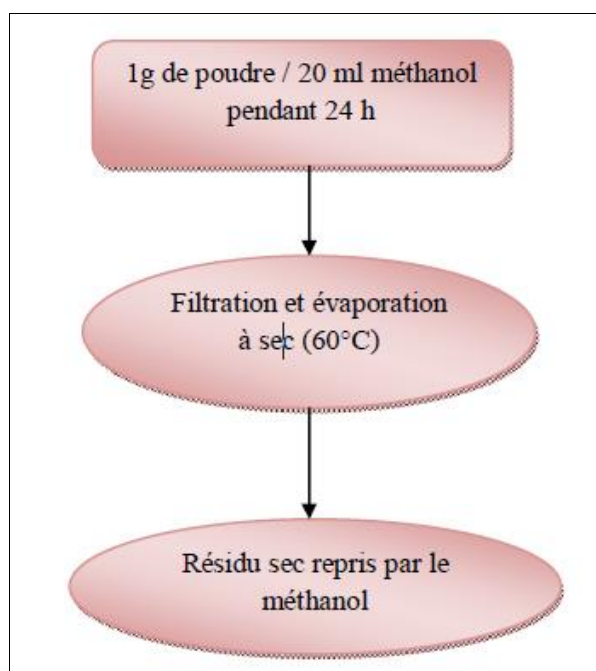 1g de poudre / 20 ml méthanol
pendant 24 h
Filtration et évaporation
à sec (60°C)
Résidu sec repris par le
méthanol